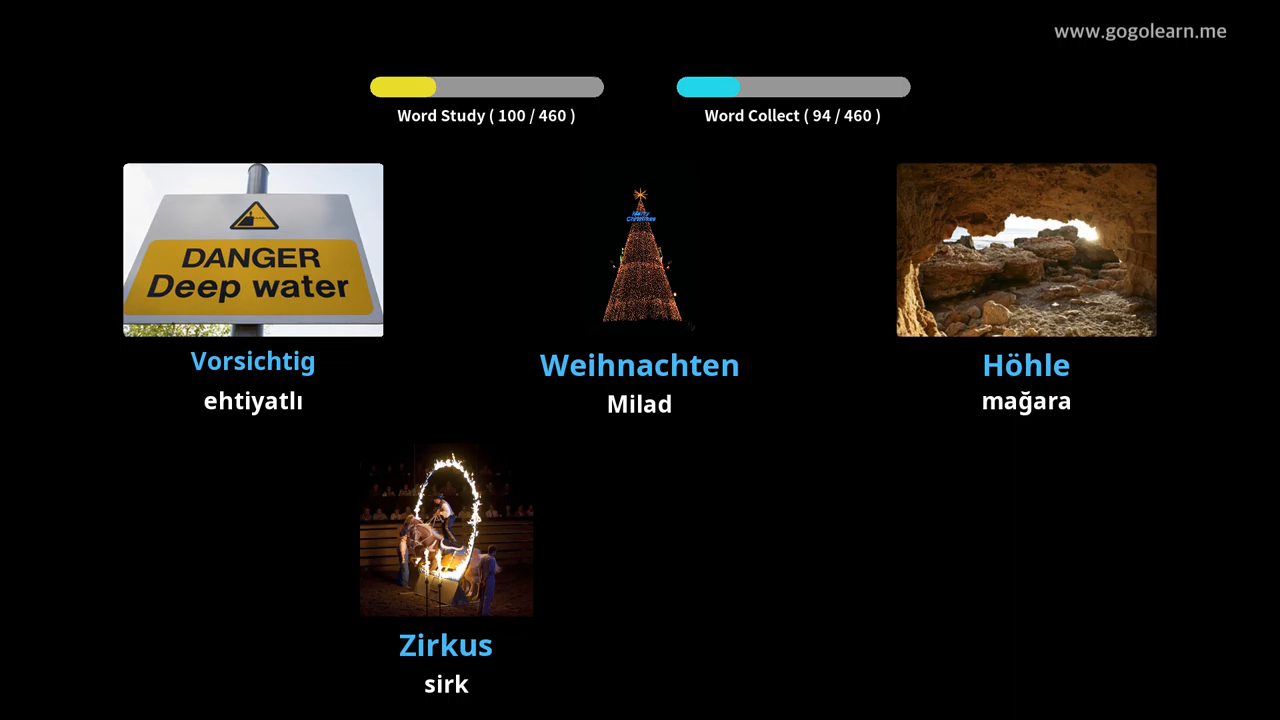 www.gogolearn.me
Word Study ( 100 / 460 )
Word Collect ( 94 / 460 )
DANGER
Deep water
Merry
Christmas
Vorsichtig
ehtiyatlı
Weihnachten
Milad
Höhle
mağara
Zirkus
sirk